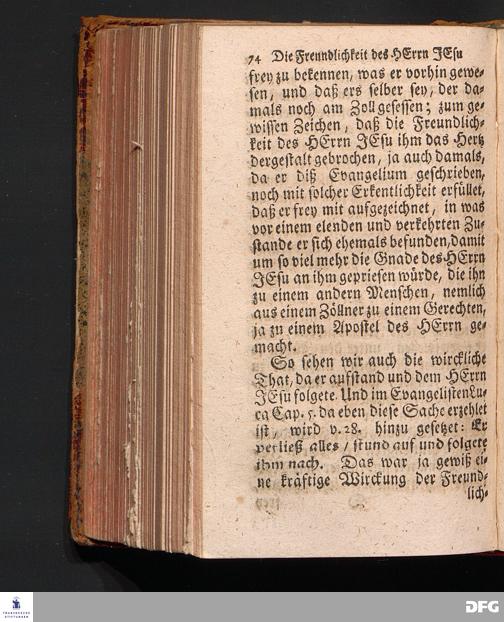 74 Die Freundlichkeit des HErrn JEsu
frey zu bekennen, was er vorhin gewe-
sen, und daß ers selber sey, der da-
mals noch am Zoll gesessen; zum ge-
wissen Zeichen, daß die Freundlich-
keit des HErrn JEsu ihm das Hertz
dergestalt gebrochen, ja auch damals,
da er diß Evangelium geschrieben,
noch mit solcher Erkentlichkeit erfüllet,
daß er frey mit aufgezeichnet, in was
vor einem elenden und verkehrten Zu-
stande er sich ehemals befunden, damit
um so viel mehr die Gnade des HErrn
JEsu an ihm gepriesen würde, die ihn
zu einem andern Menschen, nemlich
aus einem Zöllner zu einem Gerechten,
ja zu einem Apostel des HErrn ge-
macht.
So sehen wir auch die wirckliche
That, da er aufstand und dem HErrn
JEsu folgete. Und im Evangelisten Lu-
ca Cap. 5. da eben diese Sache erzehlet
ist, wird v. 28. hinzu gesetzet: Er
verließ alles / stund auf und folgete
ihm nach. Das war ja gewiß ei-
ne kräftige Wirckung der Freund-
lich-
FRANCKESCHE
STIFTUNGEN
DFG